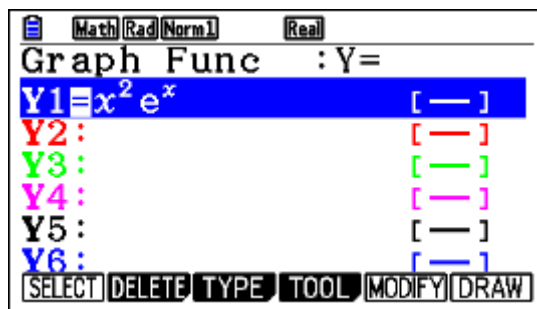 Math Rad Norm1 Real
Graph Func :Y=
Y1=x²eˣ [—]
Y2: [—]
Y3: [—]
Y4: [—]
Y5: [—]
Y6: [—]
SELECT DELETE TYPE TOOL MODIFY DRAW